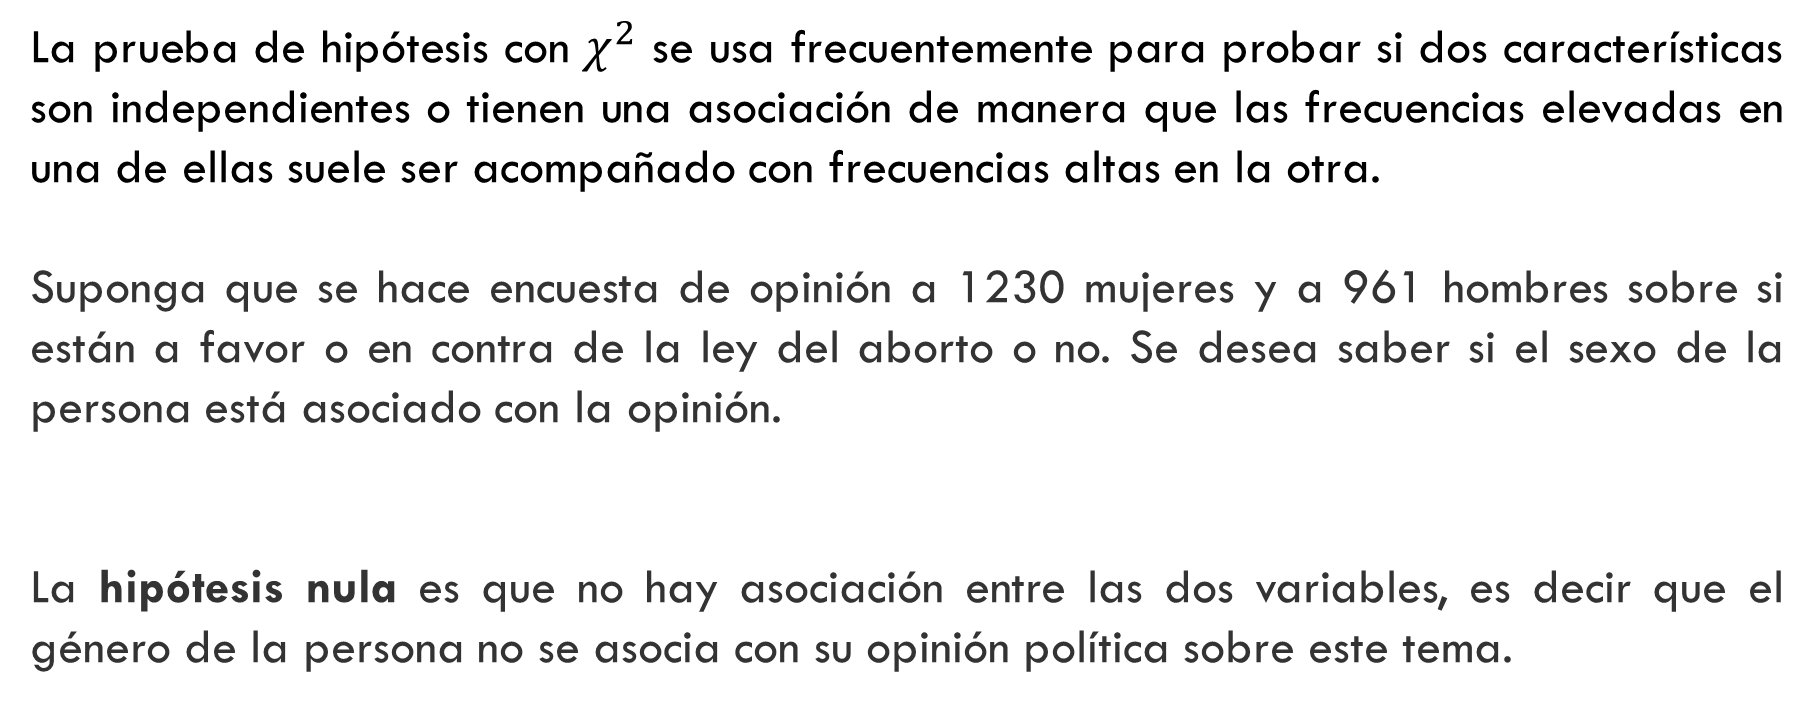 La prueba de hipótesis con χ² se usa frecuentemente para probar si dos características
son independientes o tienen una asociación de manera que las frecuencias elevadas en
una de ellas suele ser acompañado con frecuencias altas en la otra.
Suponga que se hace encuesta de opinión a 1230 mujeres y a 961 hombres sobre si
están a favor o en contra de la ley del aborto o no. Se desea saber si el sexo de la
persona está asociado con la opinión.
La hipótesis nula es que no hay asociación entre las dos variables, es decir que el
género de la persona no se asocia con su opinión política sobre este tema.